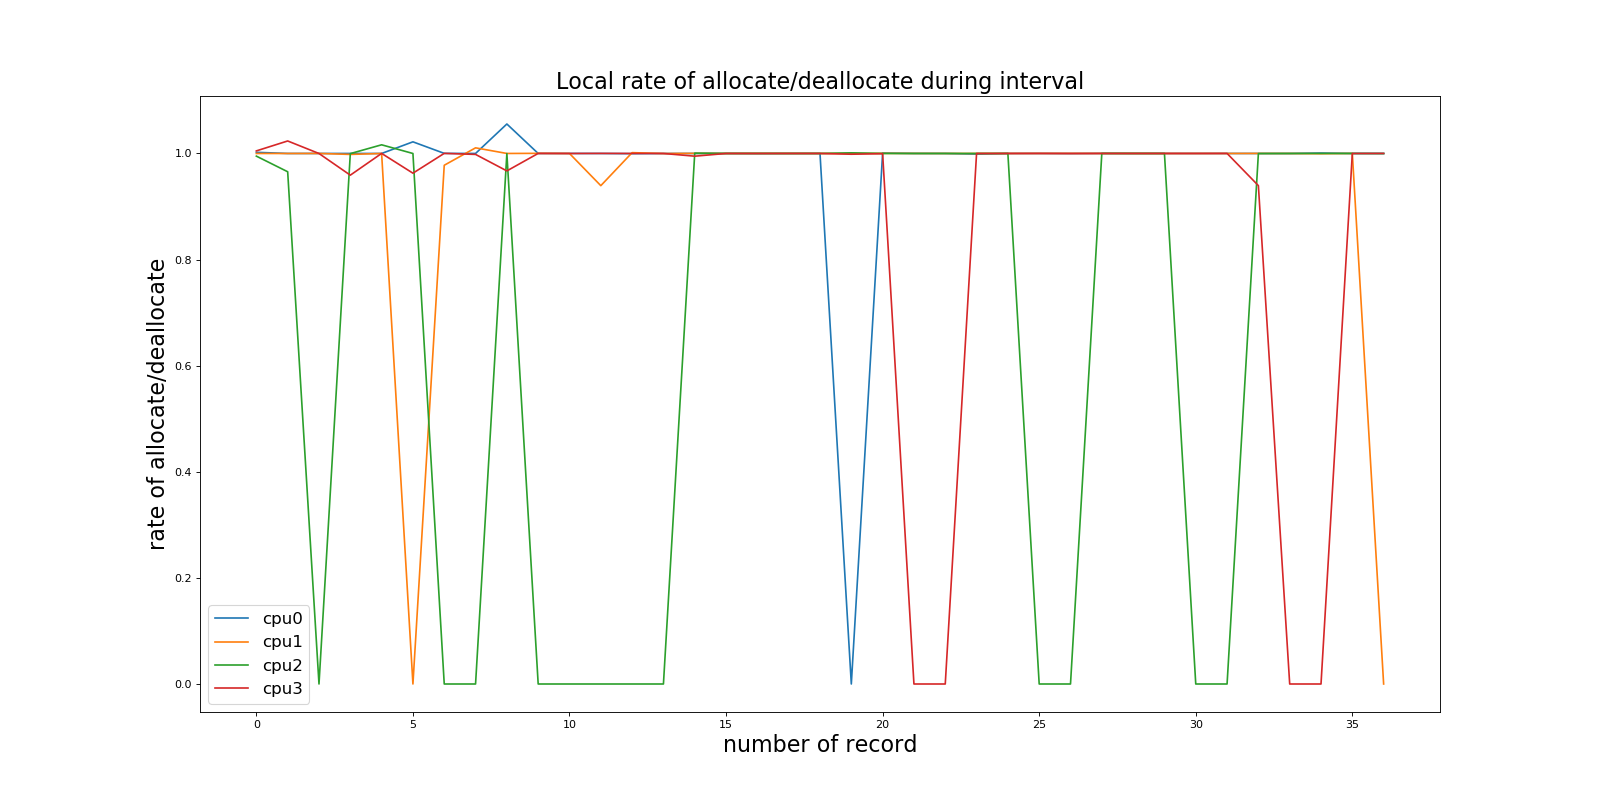 Local rate of allocate/deallocate during interval
rate of allocate/deallocate
1.0
0.8
0.6
0.4
0.2
0.0
cpu0
cpu1
cpu2
cpu3
0 5 10 15 20 25 30 35
number of record